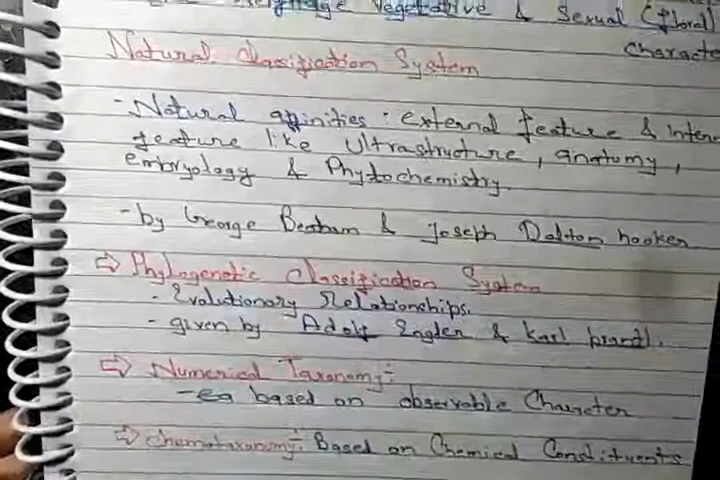 Vegetative & Sexual (floral)
Characte
Natural Classification System
- Natural affinities : external feature & Intern
feature like Ultrastructure, anatomy,
embryology & Phytochemistry.
- by George Bentham & Joseph Dalton hooker
⇨ Phylogenetic Classification System
- Evolutionary Relationships.
- given by Adolf Engler & Karl prantl.
⇨ Numerical Taxonomy :-
- based on observable Character
⇨ Chemotaxonomy :- Based on Chemical Constituents